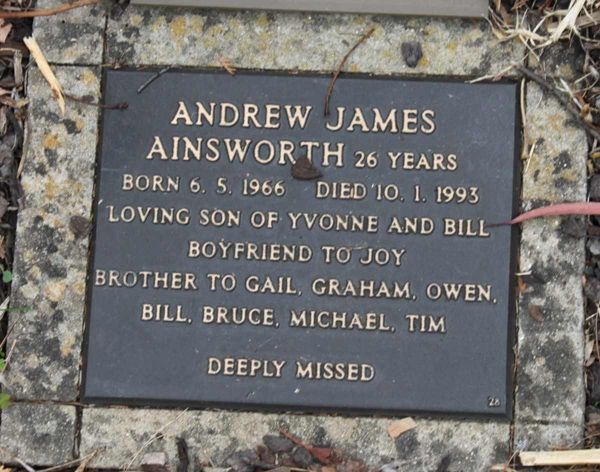 ANDREW JAMES
AINSWORTH 26 YEARS
BORN 6. 5. 1966 DIED 10. 1. 1993
LOVING SON OF YVONNE AND BILL
BOYFRIEND TO JOY
BROTHER TO GAIL, GRAHAM, OWEN,
BILL, BRUCE, MICHAEL, TIM
DEEPLY MISSED
28